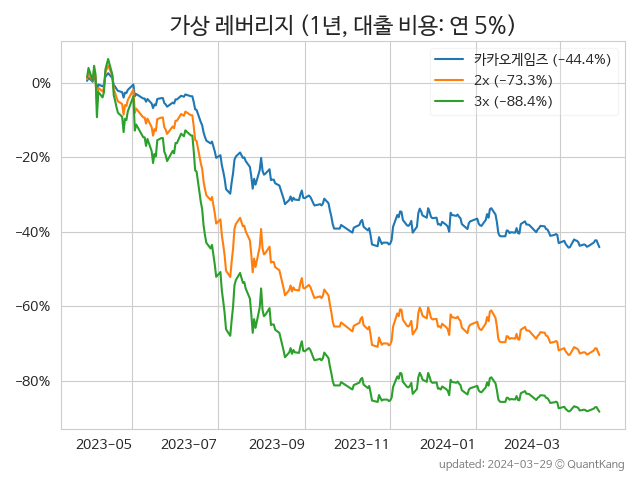 가상 레버리지 (1년, 대출 비용: 연 5%)
카카오게임즈 (−44.4%)
2x (−73.3%)
3x (−88.4%)
0%
−20%
−40%
−60%
−80%
2023−05 2023−07 2023−09 2023−11 2024−01 2024−03
updated: 2024−03−29 © QuantKang